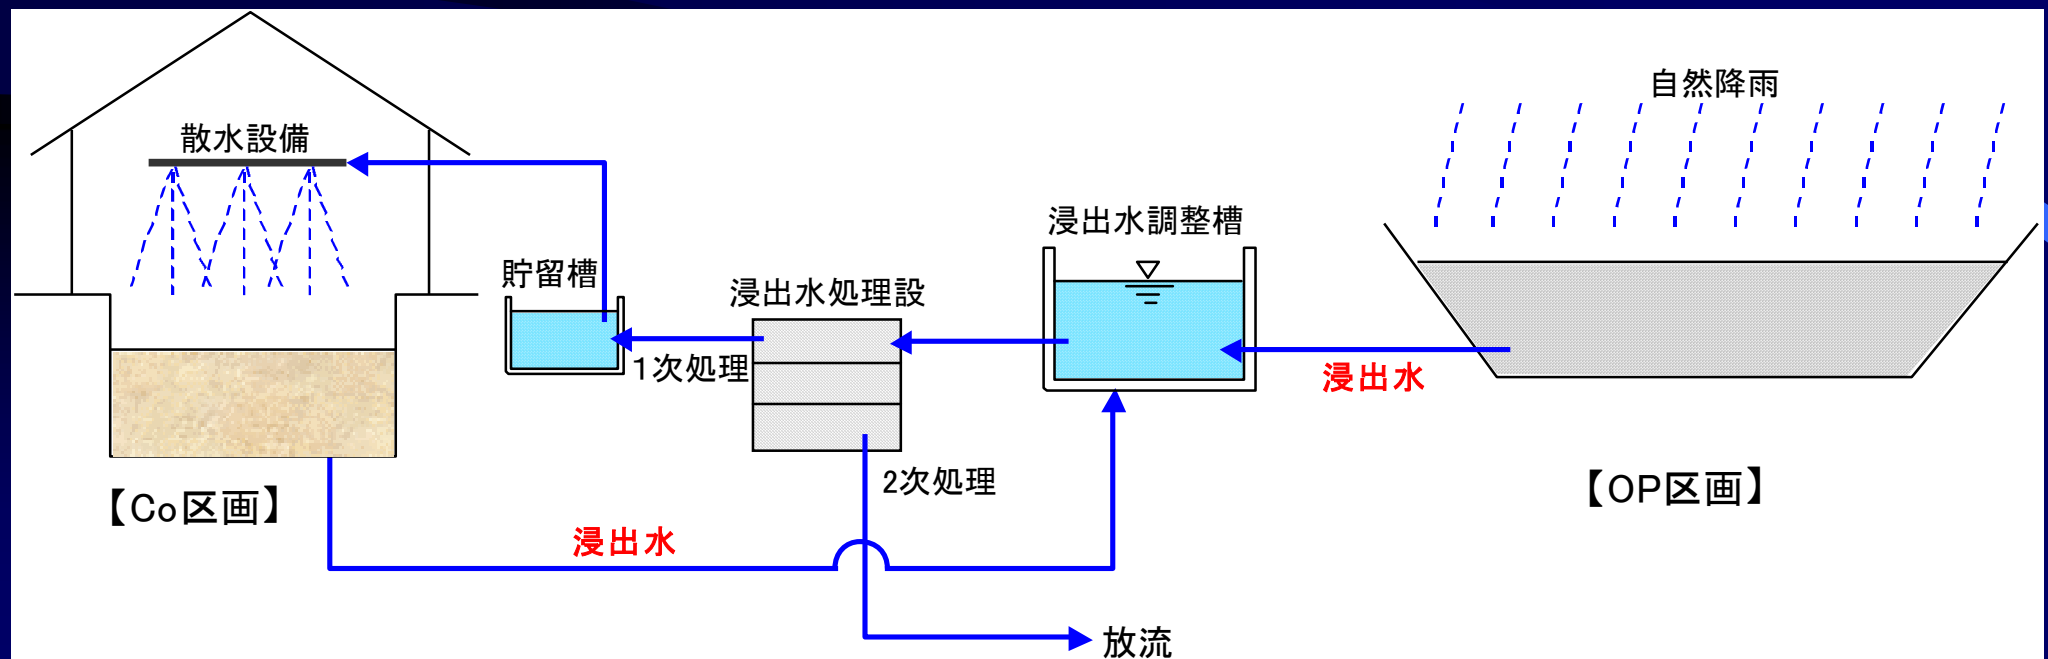 自然降雨
散水設備
浸出水調整槽
貯留槽
浸出水処理設
1次処理
浸出水
2次処理
【Co区画】
【OP区画】
浸出水
放流